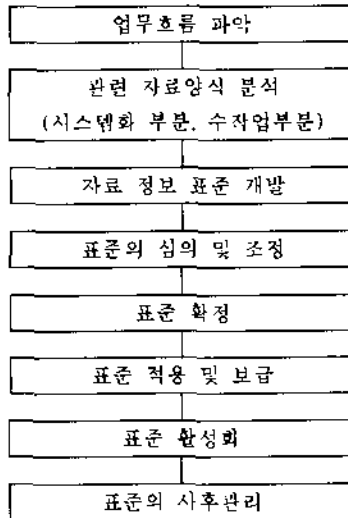 업무흐름 파악
관련 자료양식 분석
(시스템화 부분, 수작업부분)
자료 정보 표준 개발
표준의 심의 및 조정
표준 확정
표준 적용 및 보급
표준 활성화
표준의 사후관리